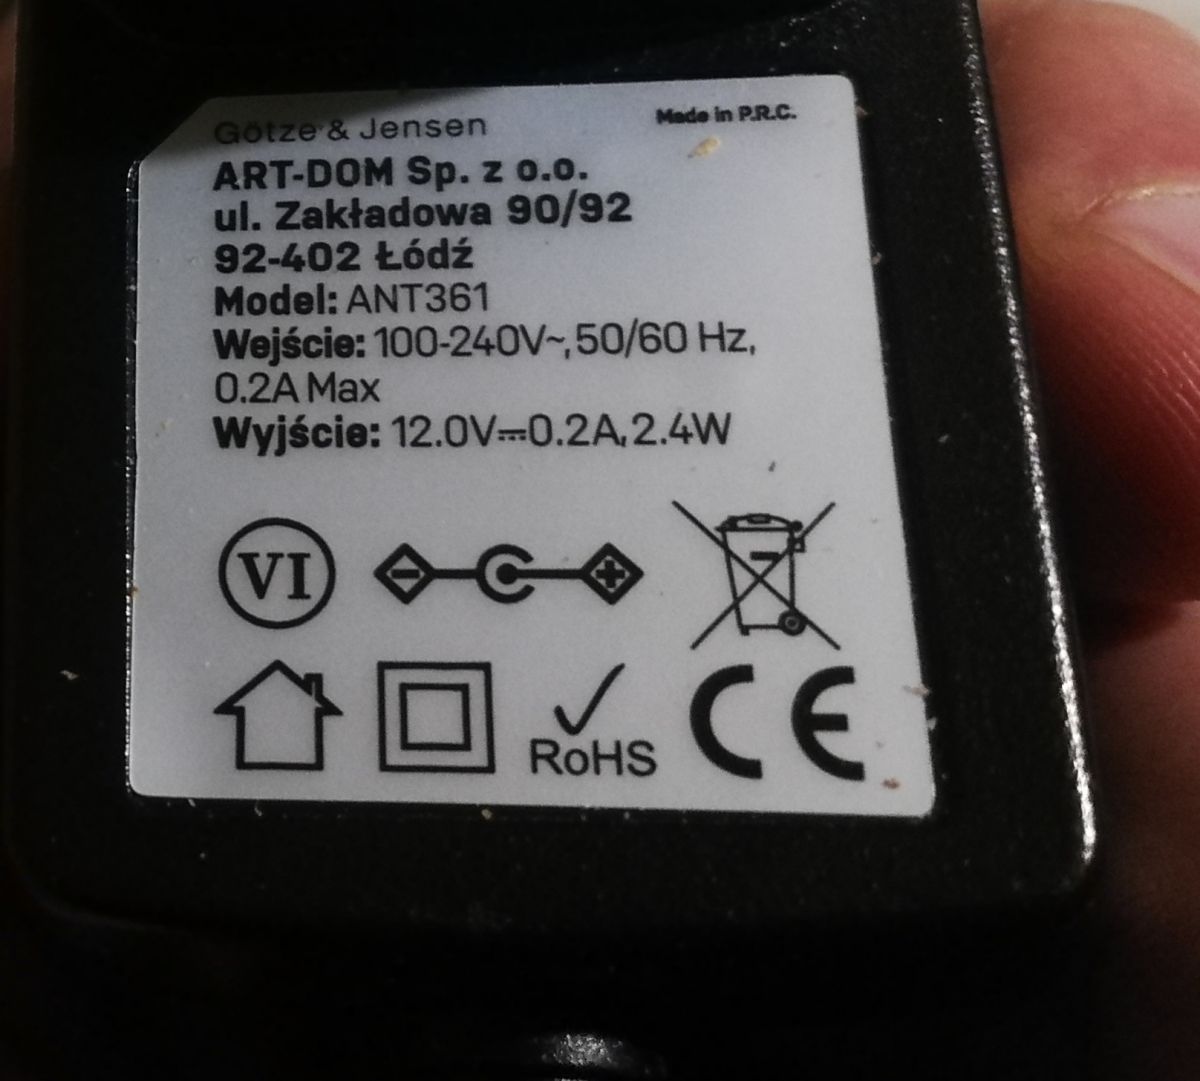 Götze & Jensen
Made in P.R.C.
ART-DOM Sp. z o.o.
ul. Zakładowa 90/92
92-402 Łódź
Model: ANT361
Wejście: 100-240V~, 50/60 Hz,
0.2A Max
Wyjście: 12.0V⎓0.2A, 2.4W
VI
RoHS
CE